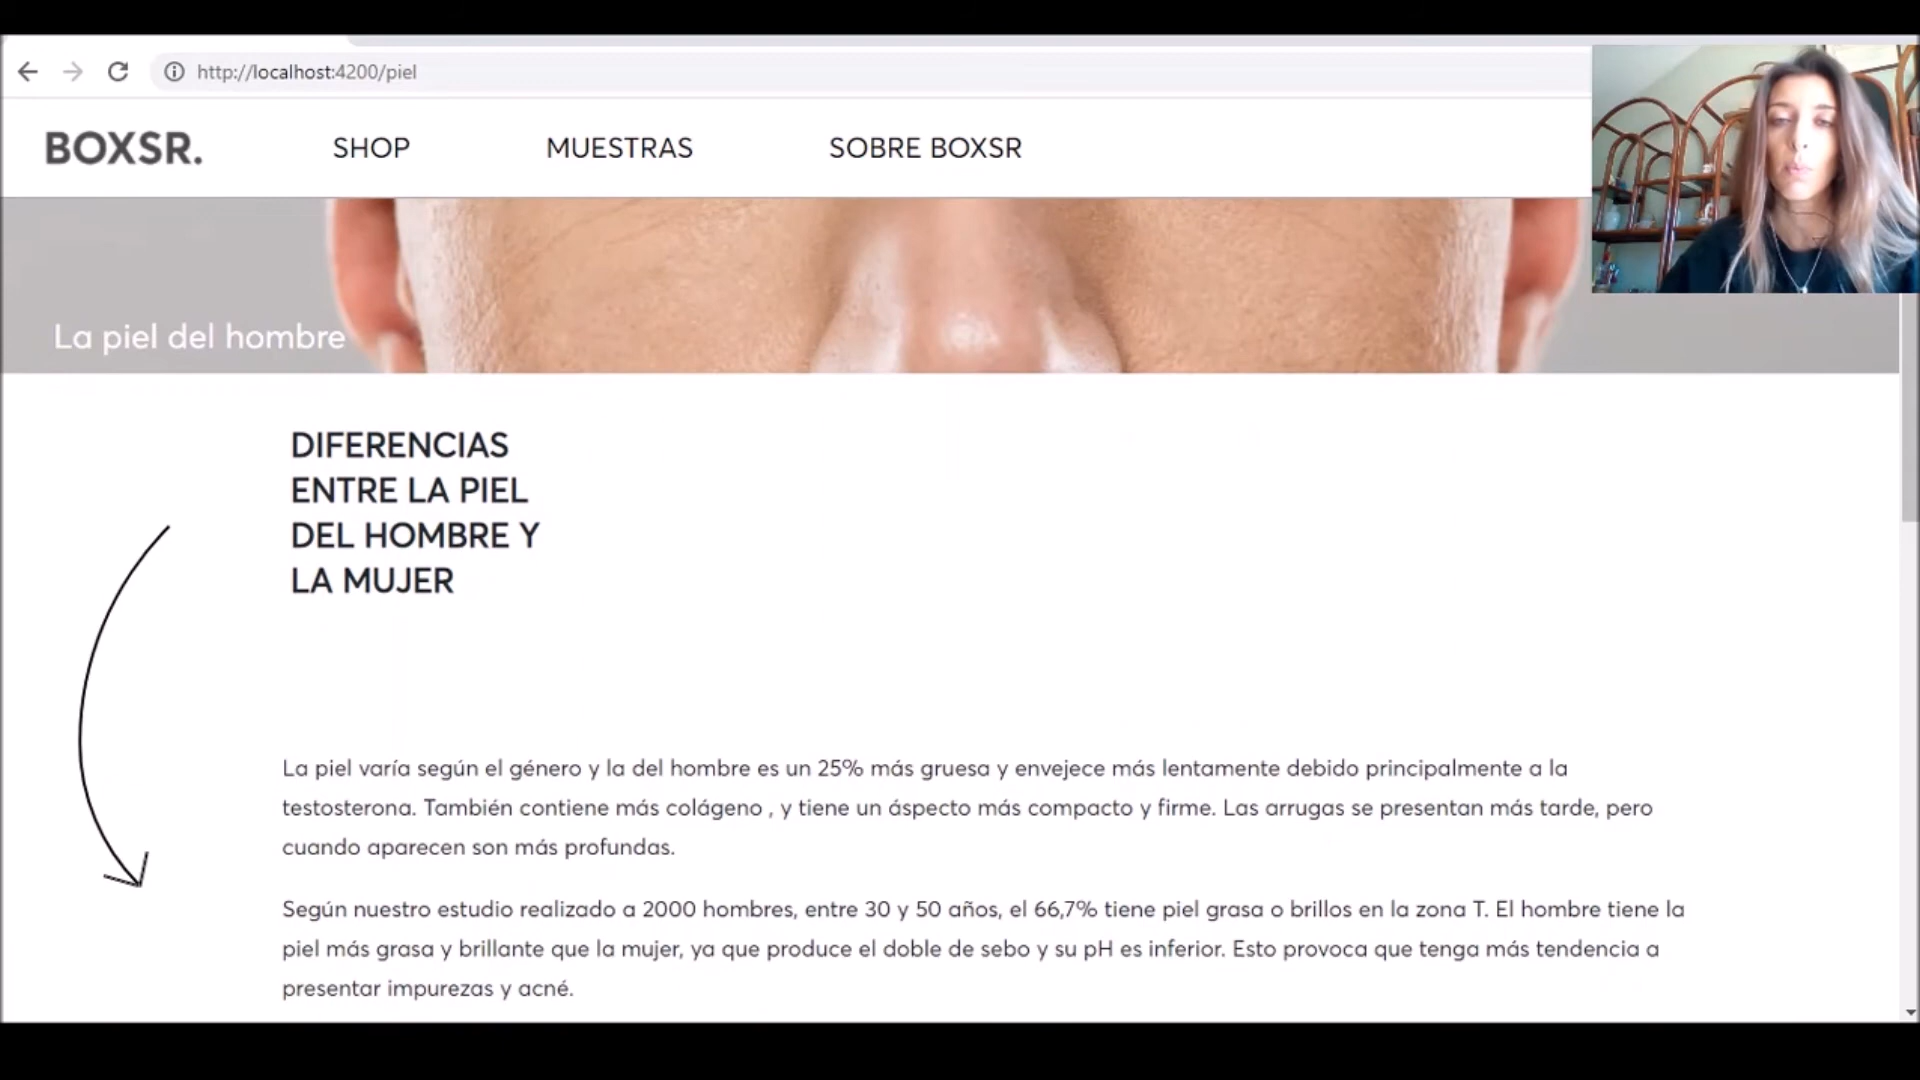 http://localhost:4200/piel
BOXSR.
SHOP
MUESTRAS
SOBRE BOXSR
La piel del hombre
DIFERENCIAS
ENTRE LA PIEL
DEL HOMBRE Y
LA MUJER
La piel varía según el género y la del hombre es un 25% más gruesa y envejece más lentamente debido principalmente a la
testosterona. También contiene más colágeno , y tiene un áspecto más compacto y firme. Las arrugas se presentan más tarde, pero
cuando aparecen son más profundas.
Según nuestro estudio realizado a 2000 hombres, entre 30 y 50 años, el 66,7% tiene piel grasa o brillos en la zona T. El hombre tiene la
piel más grasa y brillante que la mujer, ya que produce el doble de sebo y su pH es inferior. Esto provoca que tenga más tendencia a
presentar impurezas y acné.